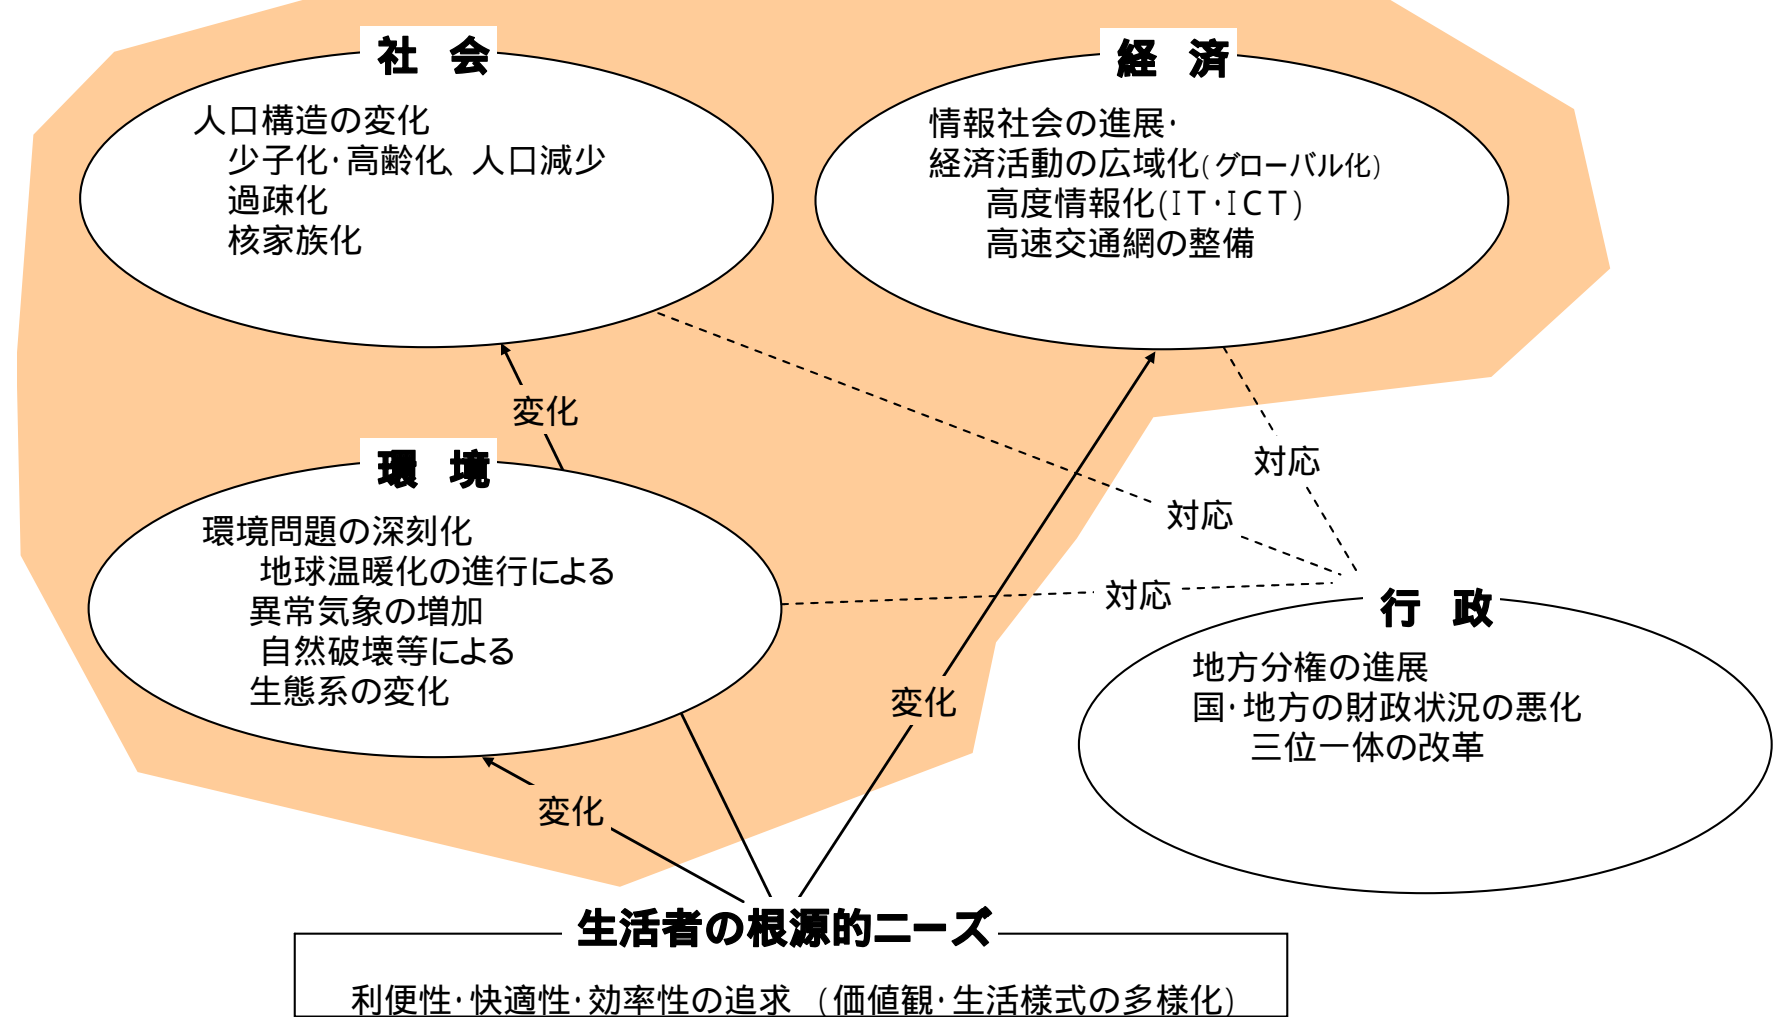 社　会
人口構造の変化
少子化・高齢化、人口減少
過疎化
核家族化
経　済
情報社会の進展・
経済活動の広域化(グローバル化)
高度情報化(IT・ICT)
高速交通網の整備
変化
対応
対応
環　境
環境問題の深刻化
地球温暖化の進行による
異常気象の増加
自然破壊等による
生態系の変化
対応
変化
変化
行　政
地方分権の進展
国・地方の財政状況の悪化
三位一体の改革
生活者の根源的ニーズ
利便性・快適性・効率性の追求　(価値観・生活様式の多様化)